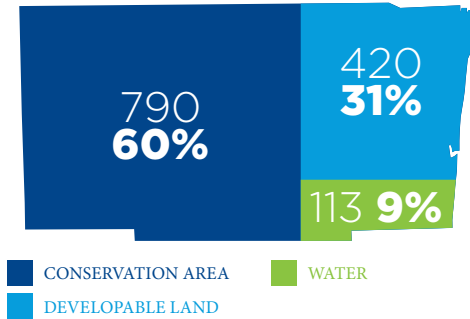 790
60%
420
31%
113 9%
CONSERVATION AREA
WATER
DEVELOPABLE LAND